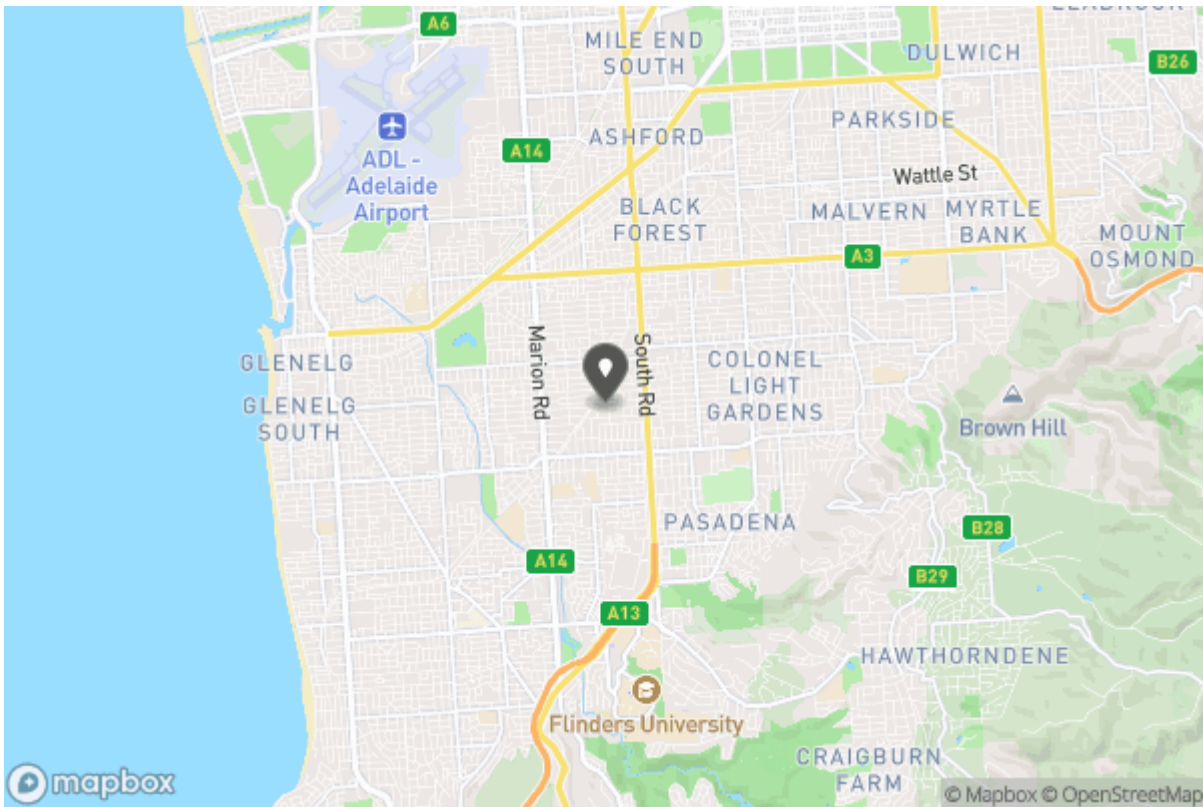 A6
MILE END
SOUTH
DULWICH
B26
ADL -
Adelaide
Airport
A14
ASHFORD
PARKSIDE
Wattle St
BLACK
FOREST
MALVERN
MYRTLE
BANK
MOUNT
OSMOND
A3
Marion Rd
South Rd
GLENELG
GLENELG
SOUTH
COLONEL
LIGHT
GARDENS
Brown Hill
PASADENA
B28
A14
B29
A13
HAWTHORNDENE
Flinders University
CRAIGBURN
FARM
mapbox
© Mapbox © OpenStreetMap